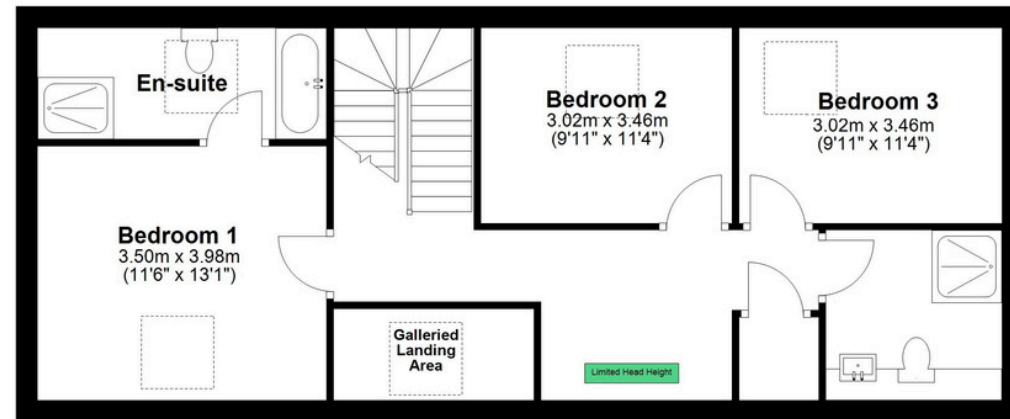 En-suite
Bedroom 2
3.02m x 3.46m
(9'11" x 11'4")
Bedroom 3
3.02m x 3.46m
(9'11" x 11'4")
Bedroom 1
3.50m x 3.98m
(11'6" x 13'1")
Galleried
Landing
Area
Limited Head Height